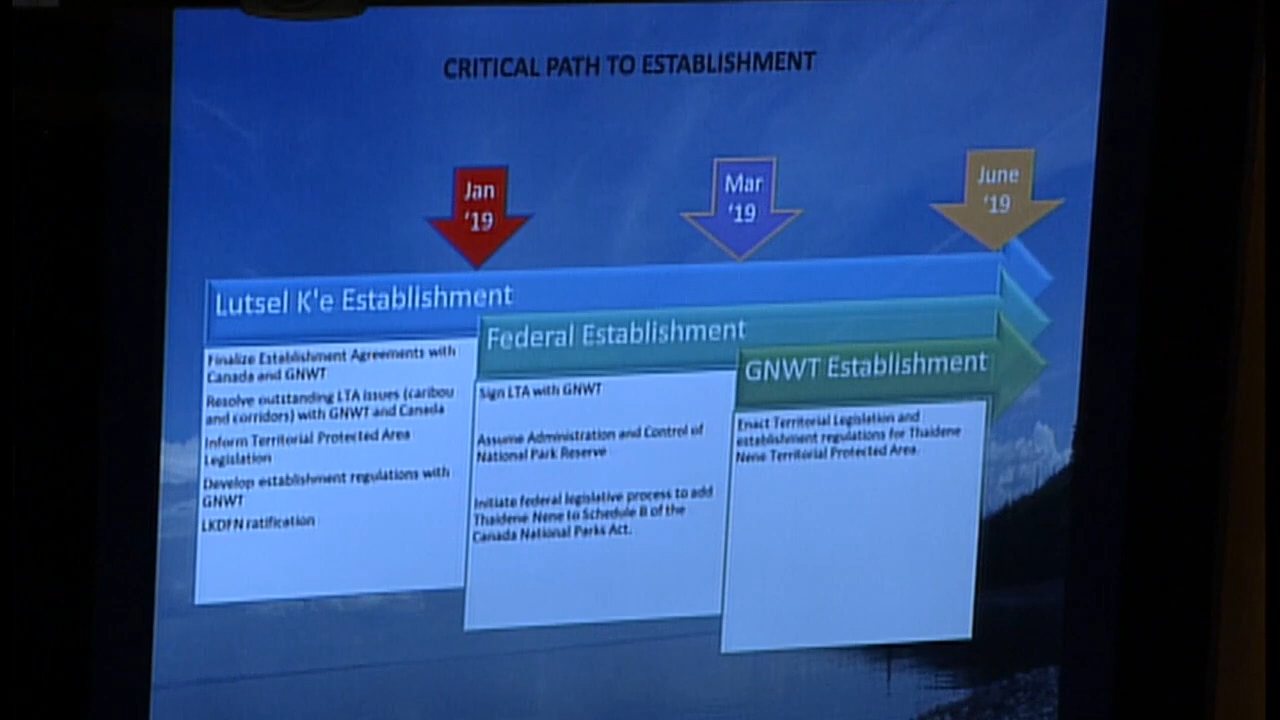 CRITICAL PATH TO ESTABLISHMENT
Jan
'19
Mar
'19
June
'19
Lutsel K'e Establishment
Finalize Establishment Agreements with
Canada and GNWT
Resolve outstanding LTA issues (caribou
and corridors) with GNWT and Canada
Inform Territorial Protected Area
Legislation
Develop establishment regulations with
GNWT
LKDFN ratification
Federal Establishment
Sign LTA with GNWT
Assume Administration and Control of
National Park Reserve
Initiate federal legislative process to add
Thaidene Nene to Schedule B of the
Canada National Parks Act.
GNWT Establishment
Enact Territorial Legislation and
establishment regulations for Thaidene
Nene Territorial Protected Area.